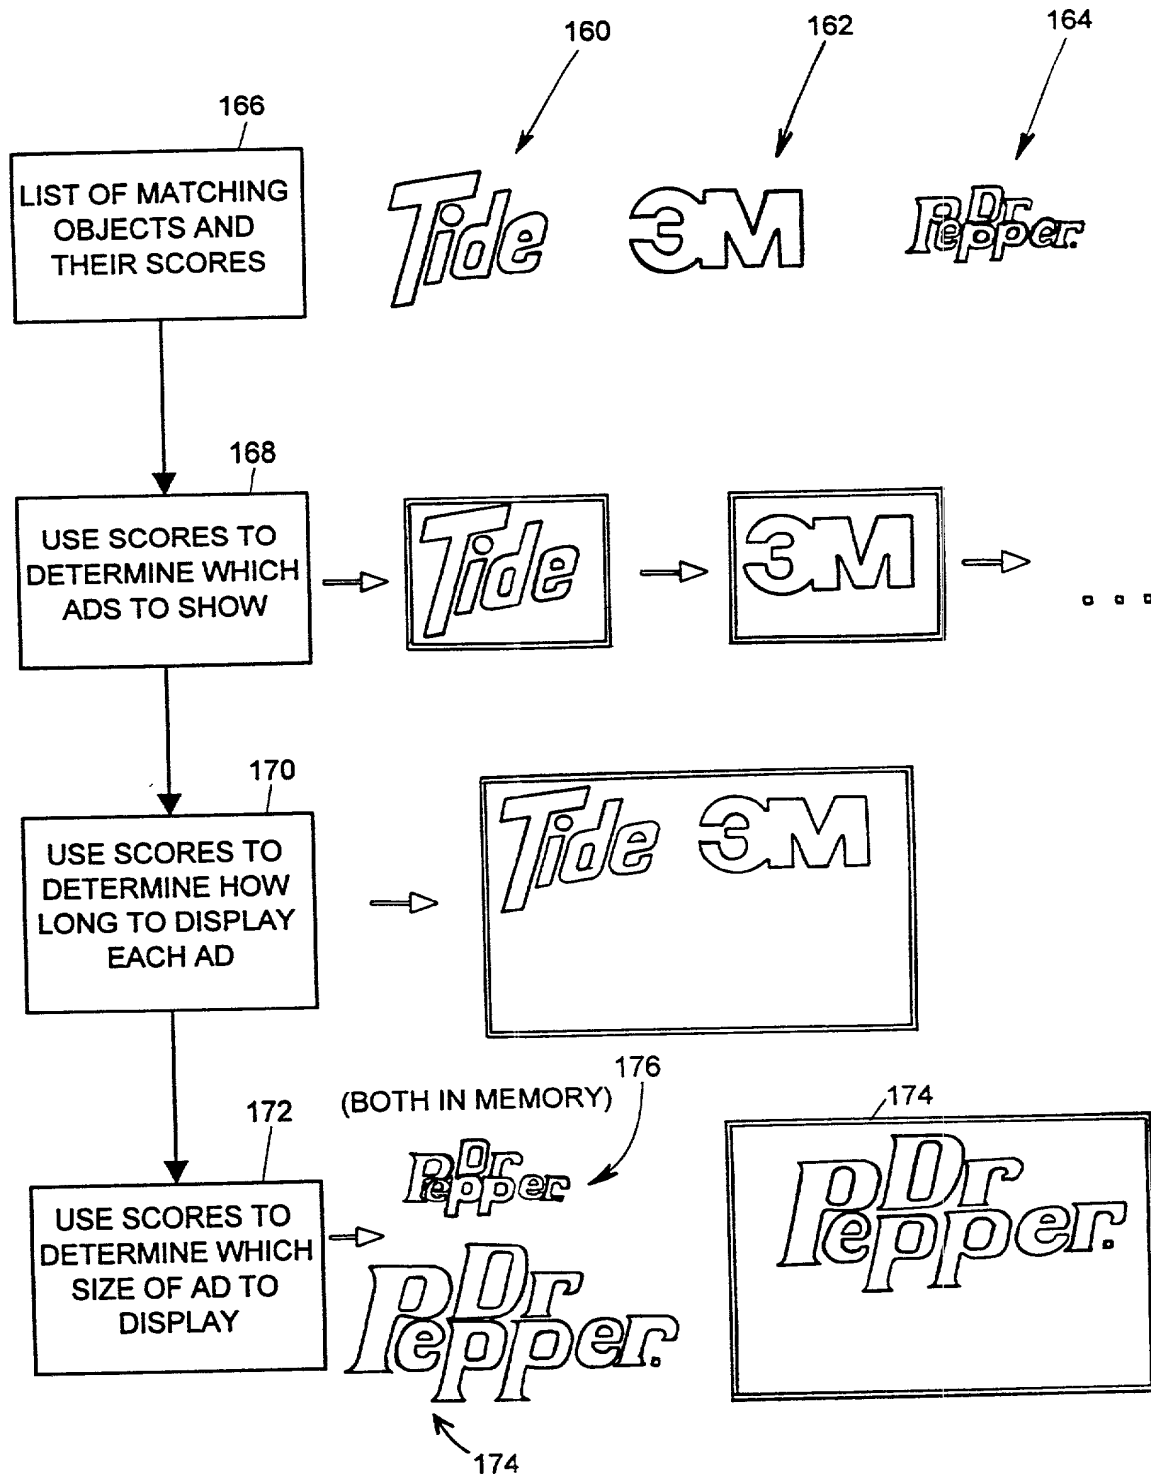 160
162
164
166
LIST OF MATCHING
OBJECTS AND
THEIR SCORES
Tide
3M
Dr
Pepper.
168
USE SCORES TO
DETERMINE WHICH
ADS TO SHOW
Tide
3M
. . .
170
USE SCORES TO
DETERMINE HOW
LONG TO DISPLAY
EACH AD
Tide 3M
172
USE SCORES TO
DETERMINE WHICH
SIZE OF AD TO
DISPLAY
(BOTH IN MEMORY)
176
Dr
Pepper.
Dr
Pepper.
174
174
Dr
Pepper.